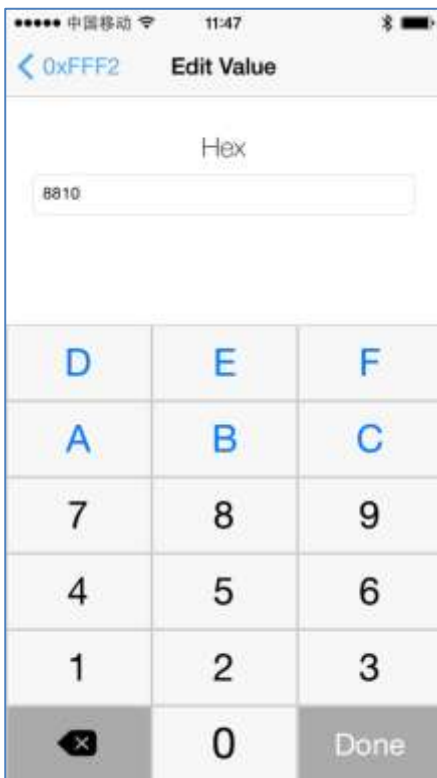 中国移动 11:47
0xFFF2 Edit Value
Hex
8810
D E F
A B C
7 8 9
4 5 6
1 2 3
0 Done